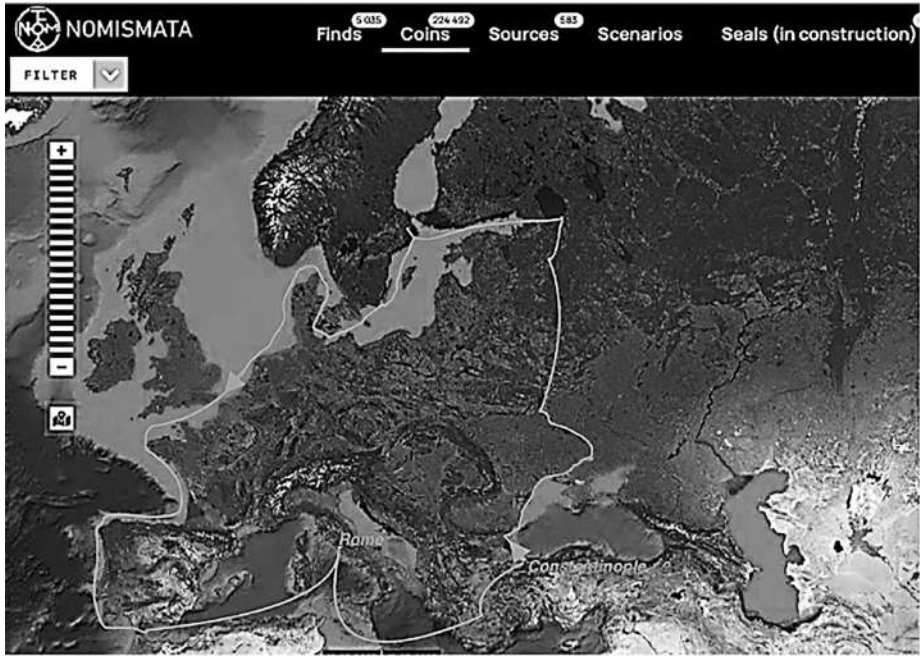 NOMISMATA
Finds 5 035
Coins 224 492
Sources 583
Scenarios
Seals (in construction)
FILTER
+
−
Rome
Constantinople